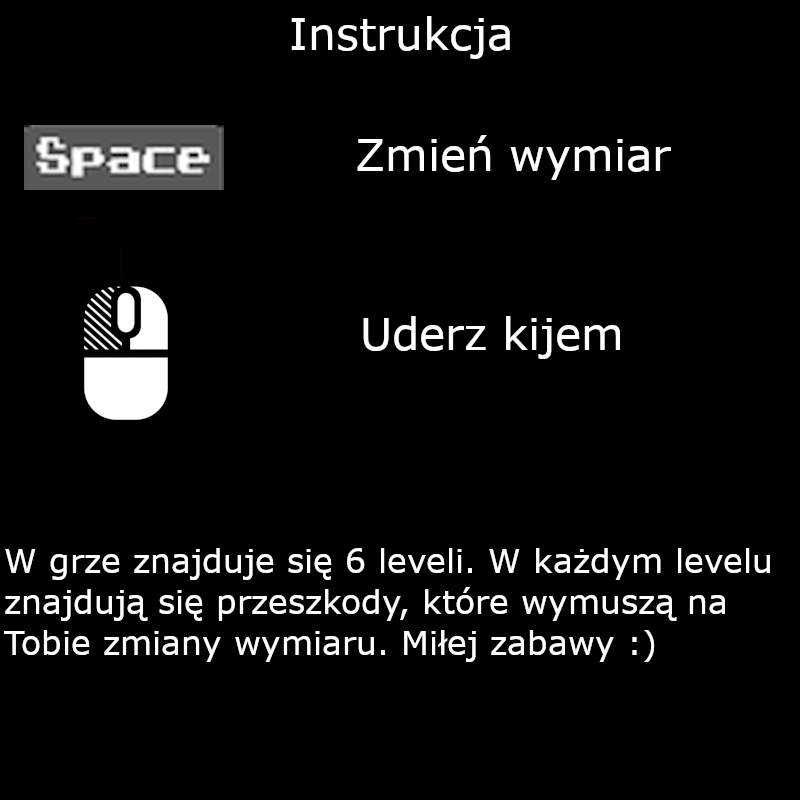 Instrukcja
Space
Zmień wymiar
Uderz kijem
W grze znajduje się 6 leveli. W każdym levelu
znajdują się przeszkody, które wymuszą na
Tobie zmiany wymiaru. Miłej zabawy :)